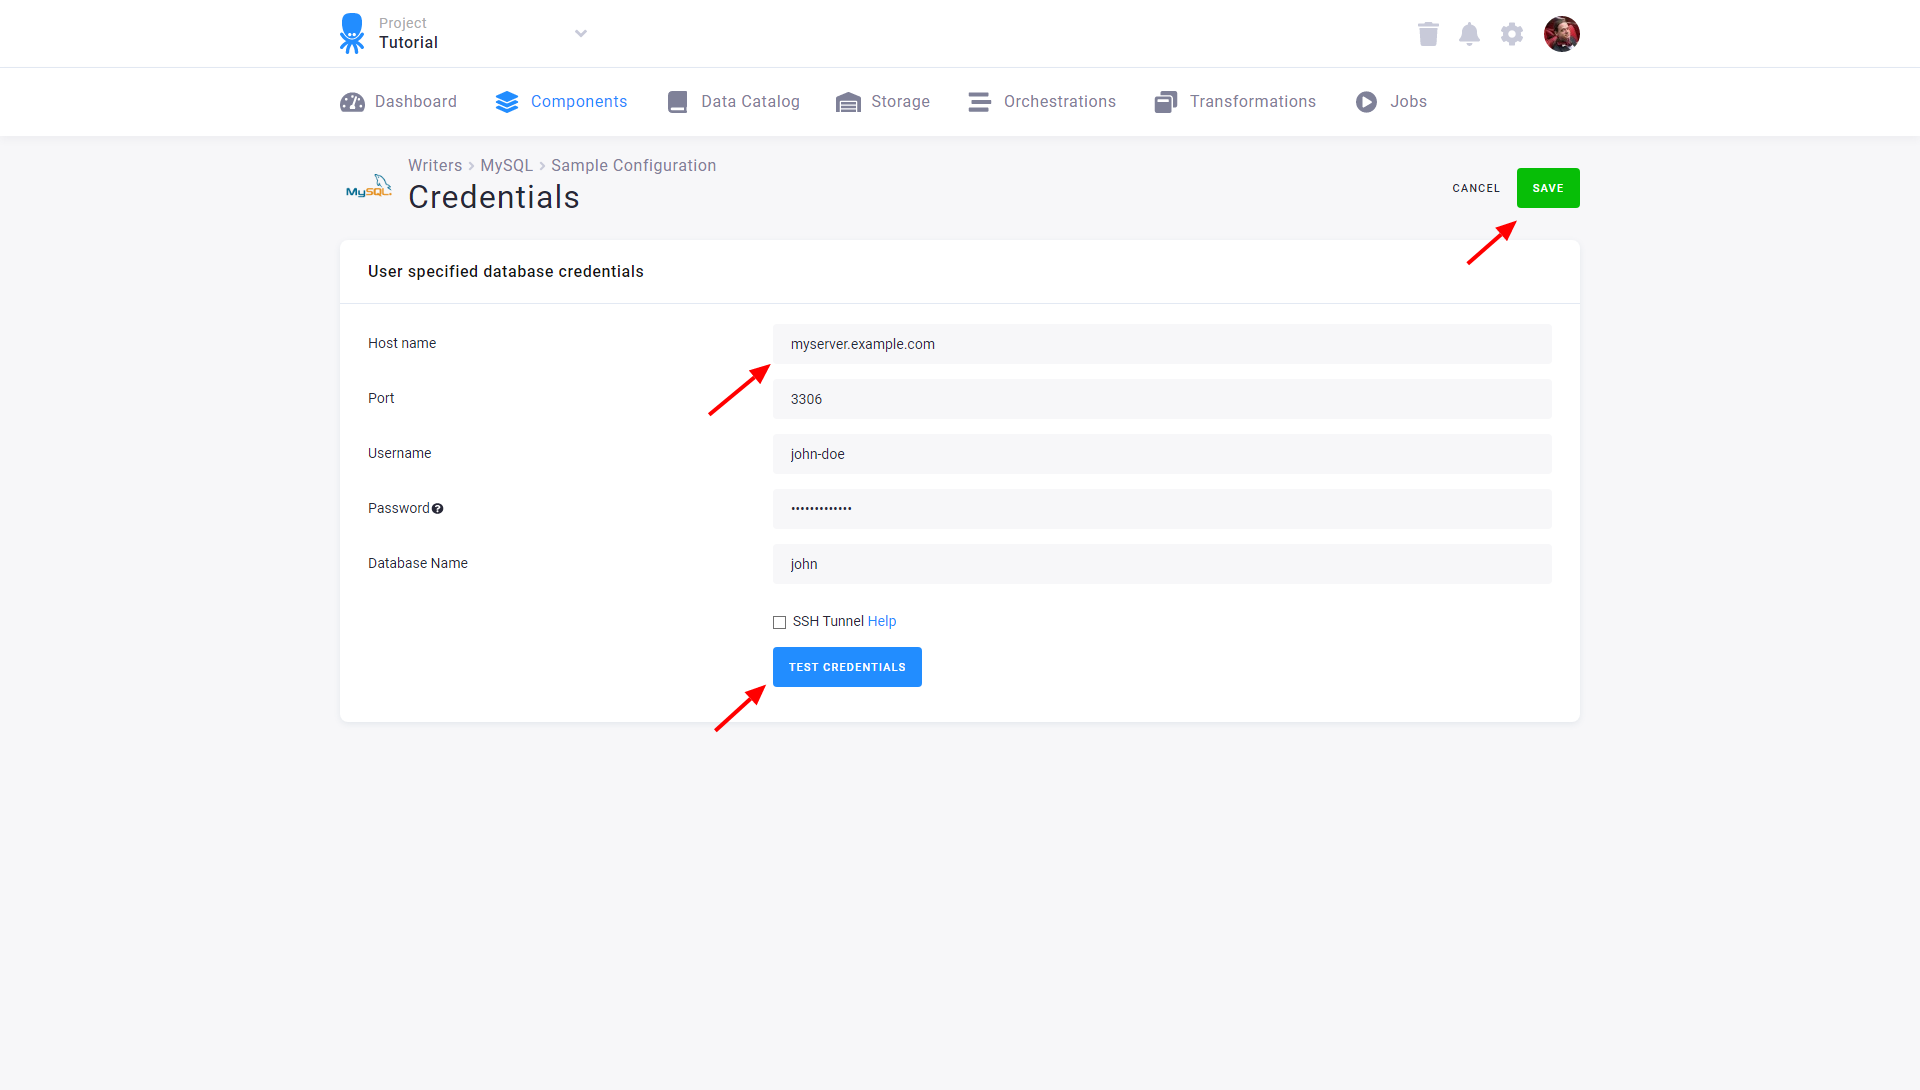 Project
Tutorial
Dashboard Components Data Catalog Storage Orchestrations Transformations Jobs
Writers > MySQL > Sample Configuration
MySQL
Credentials
CANCEL SAVE
User specified database credentials
Host name myserver.example.com
Port 3306
Username john-doe
Password •••••••••••••
Database Name john
SSH Tunnel Help
TEST CREDENTIALS